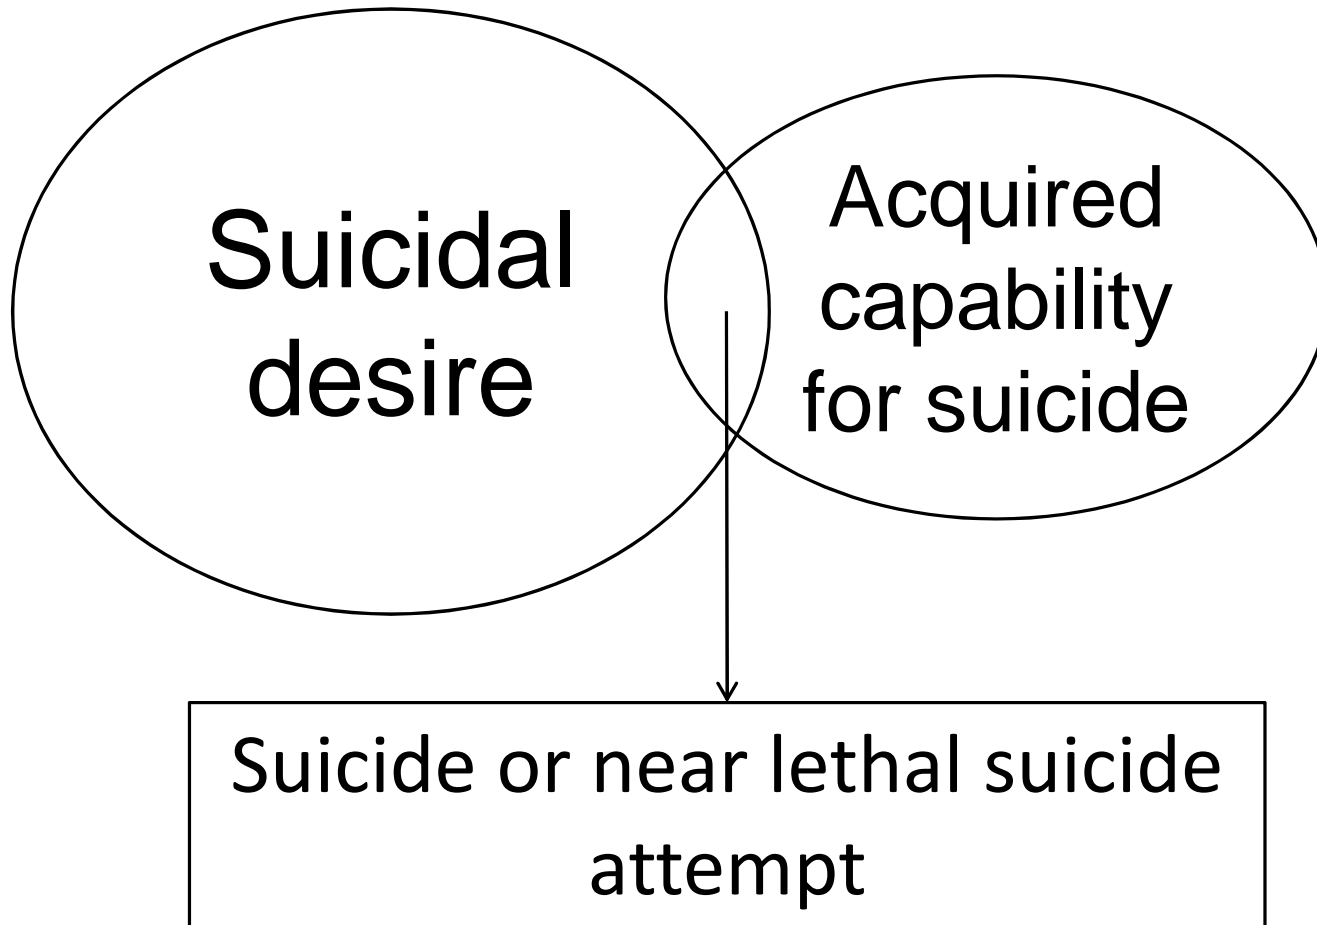 Suicidal
desire
Acquired
capability
for suicide
Suicide or near lethal suicide
attempt